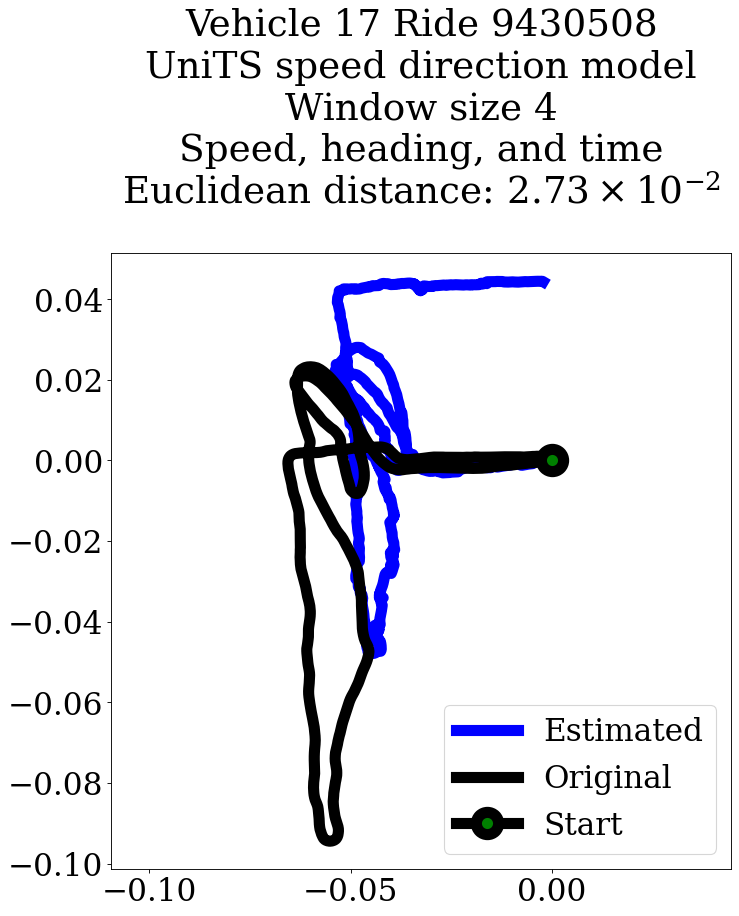 Vehicle 17 Ride 9430508
UniTS speed direction model
Window size 4
Speed, heading, and time
Euclidean distance: 2.73 × 10⁻²
0.04
0.02
0.00
−0.02
−0.04
−0.06
−0.08
−0.10
−0.10 −0.05 0.00
Estimated
Original
Start